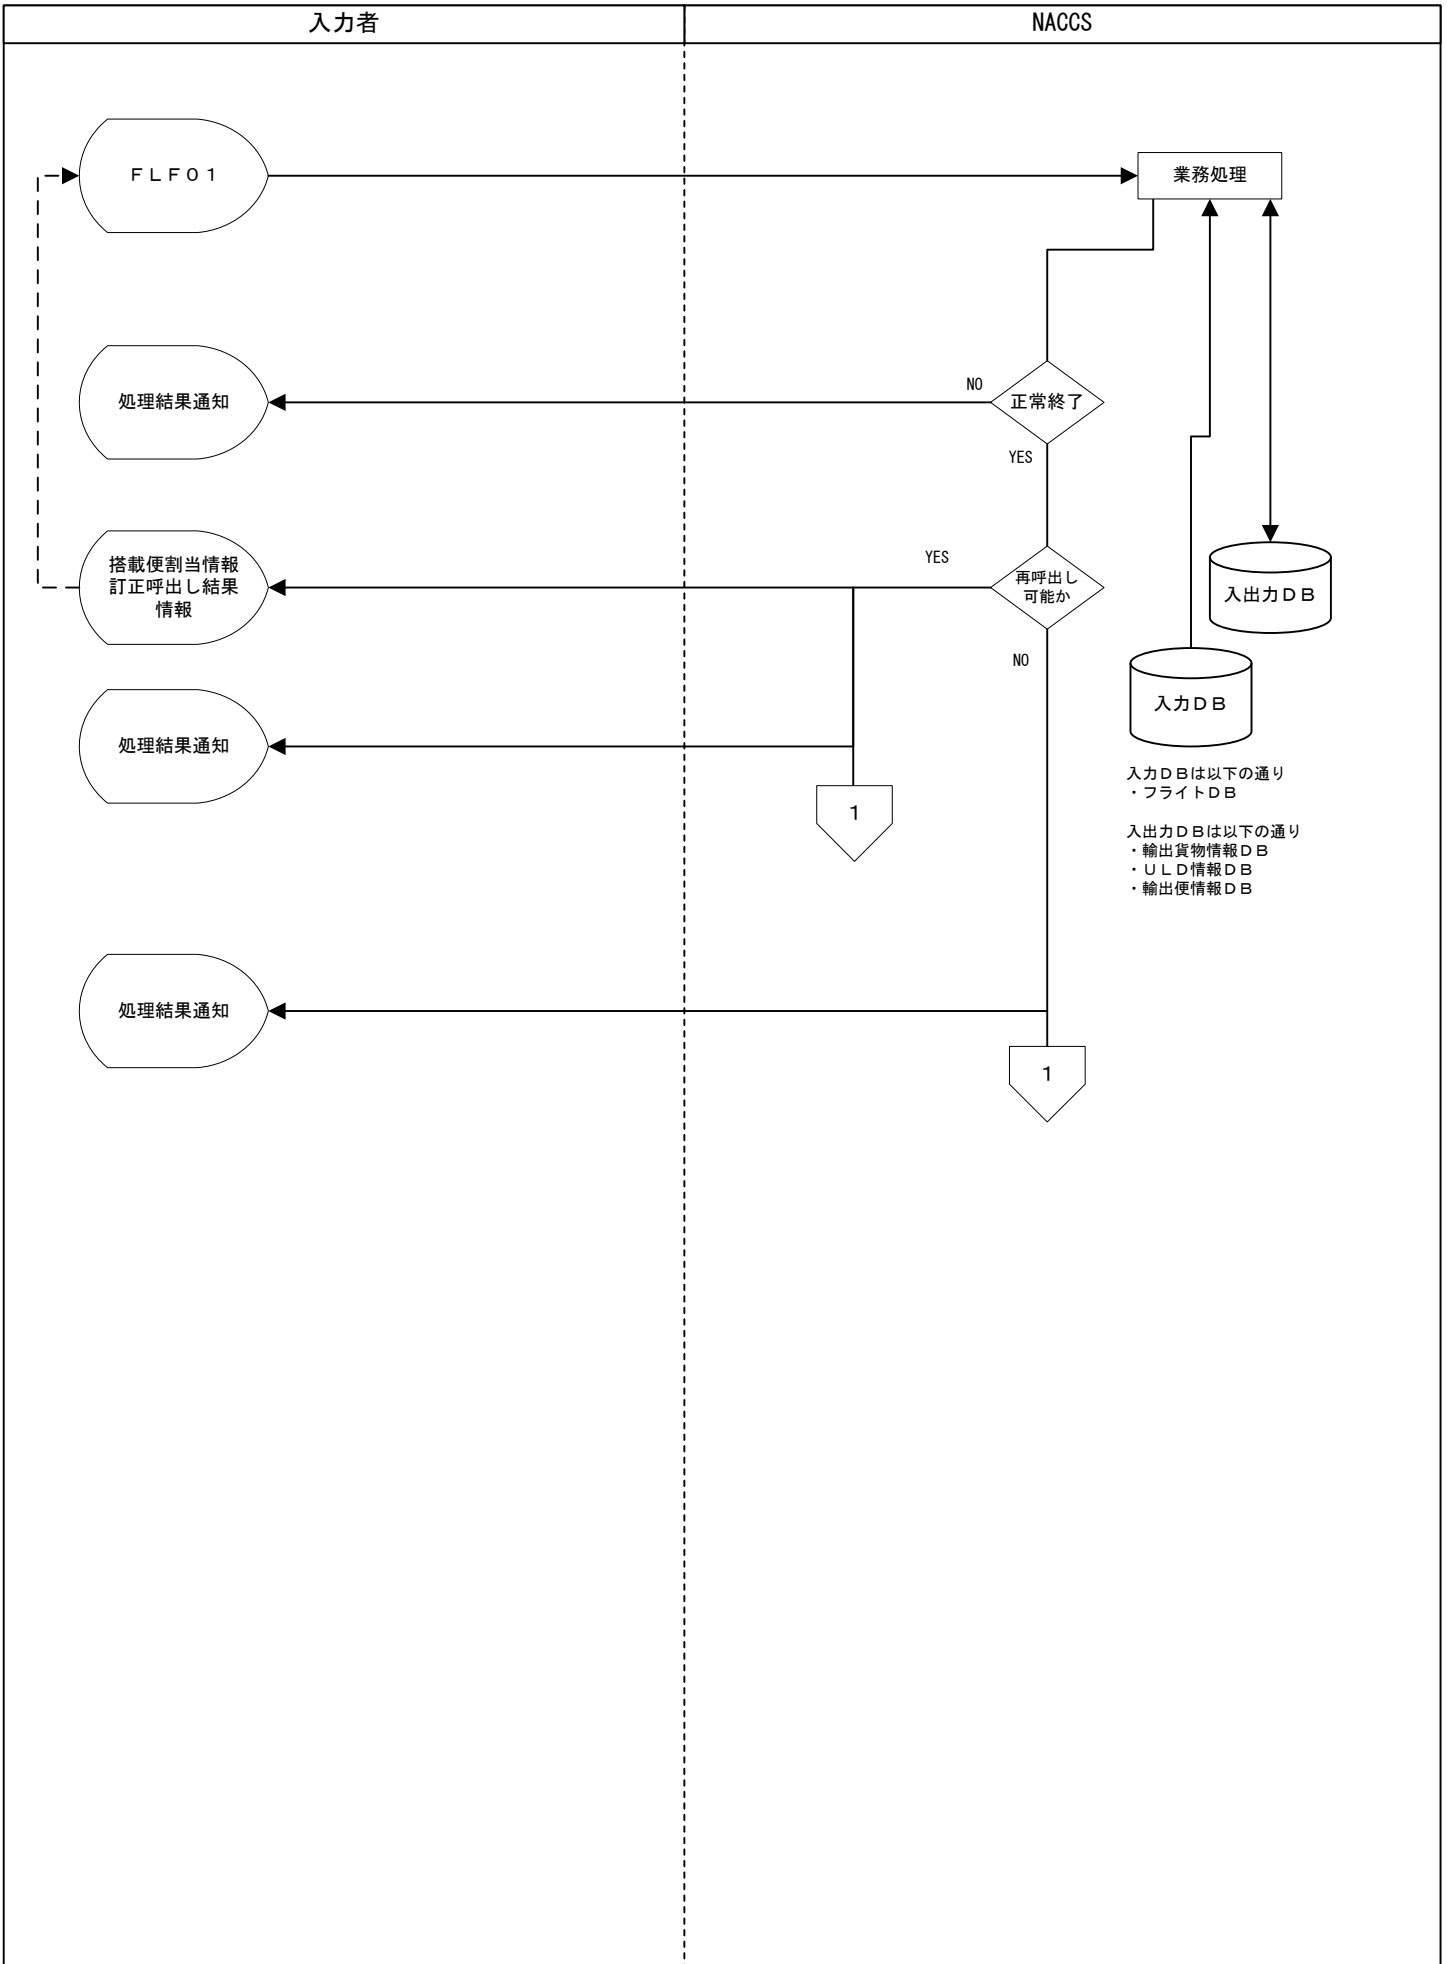 入力者
NACCS
ＦＬＦ０１
業務処理
処理結果通知
NO
正常終了
YES
搭載便割当情報
訂正呼出し結果
情報
YES
再呼出し
可能か
入出力ＤＢ
NO
入力ＤＢ
処理結果通知
入力ＤＢは以下の通り
・フライトＤＢ
1
入出力ＤＢは以下の通り
・輸出貨物情報ＤＢ
・ＵＬＤ情報ＤＢ
・輸出便情報ＤＢ
処理結果通知
1